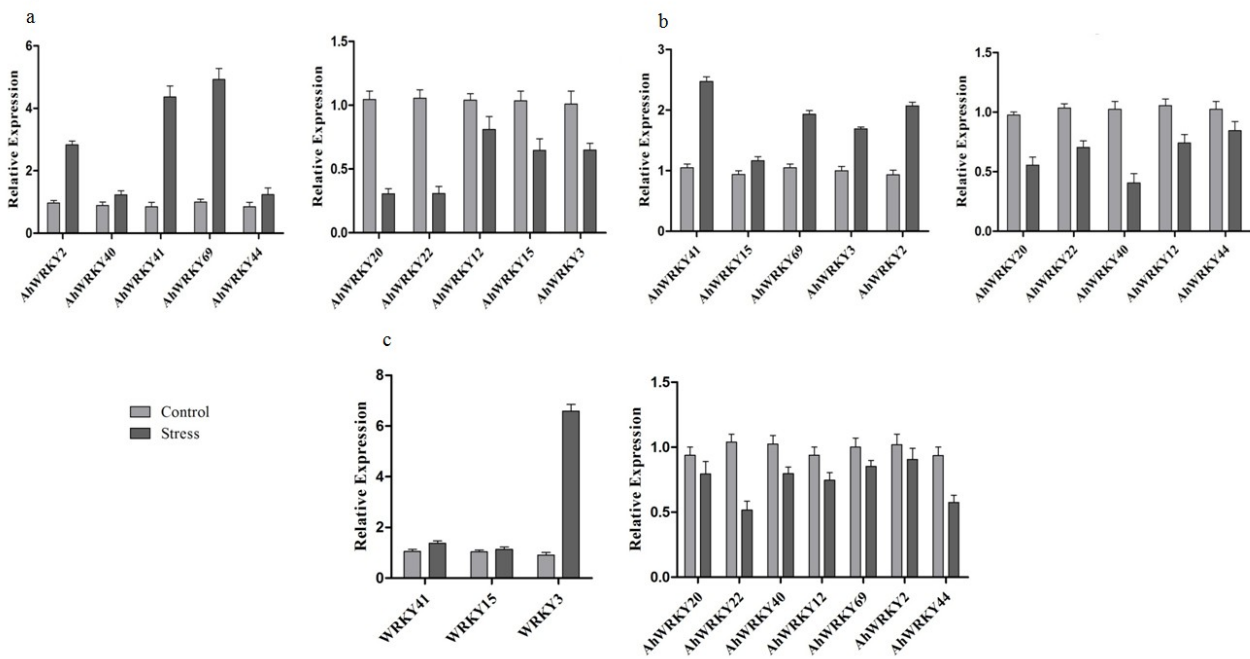 a
Relative Expression
6
4
2
0
AhWRKY2
AhWRKY40
AhWRKY41
AhWRKY69
AhWRKY44
Relative Expression
1.5
1.0
0.5
0.0
AhWRKY20
AhWRKY22
AhWRKY12
AhWRKY15
AhWRKY3
b
Relative Expression
3
2
1
0
AhWRKY41
AhWRKY15
AhWRKY69
AhWRKY3
AhWRKY2
Relative Expression
1.5
1.0
0.5
0.0
AhWRKY20
AhWRKY22
AhWRKY40
AhWRKY12
AhWRKY44
Control
Stress
c
Relative Expression
8
6
4
2
0
WRKY41
WRKY15
WRKY3
Relative Expression
1.5
1.0
0.5
0.0
AhWRKY20
AhWRKY22
AhWRKY40
AhWRKY12
AhWRKY69
AhWRKY2
AhWRKY44